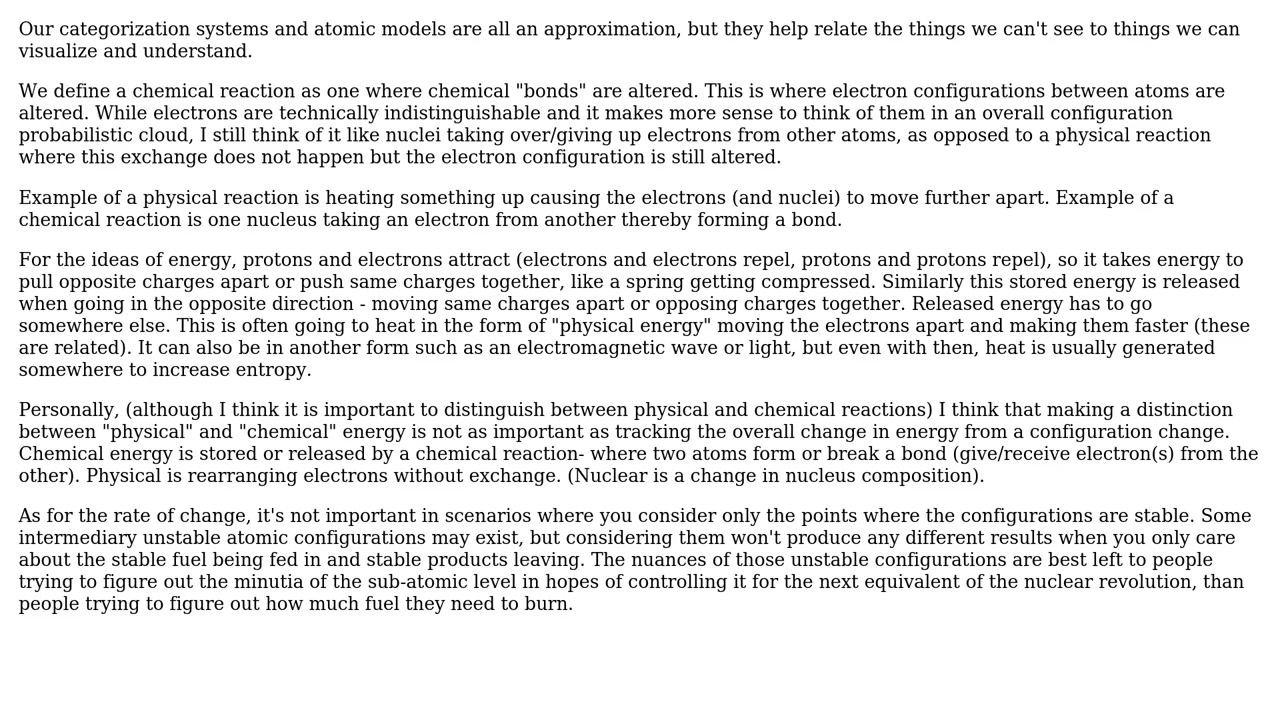 Our categorization systems and atomic models are all an approximation, but they help relate the things we can't see to things we can
visualize and understand.
We define a chemical reaction as one where chemical "bonds" are altered. This is where electron configurations between atoms are
altered. While electrons are technically indistinguishable and it makes more sense to think of them in an overall configuration
probabilistic cloud, I still think of it like nuclei taking over/giving up electrons from other atoms, as opposed to a physical reaction
where this exchange does not happen but the electron configuration is still altered.
Example of a physical reaction is heating something up causing the electrons (and nuclei) to move further apart. Example of a
chemical reaction is one nucleus taking an electron from another thereby forming a bond.
For the ideas of energy, protons and electrons attract (electrons and electrons repel, protons and protons repel), so it takes energy to
pull opposite charges apart or push same charges together, like a spring getting compressed. Similarly this stored energy is released
when going in the opposite direction - moving same charges apart or opposing charges together. Released energy has to go
somewhere else. This is often going to heat in the form of "physical energy" moving the electrons apart and making them faster (these
are related). It can also be in another form such as an electromagnetic wave or light, but even with then, heat is usually generated
somewhere to increase entropy.
Personally, (although I think it is important to distinguish between physical and chemical reactions) I think that making a distinction
between "physical" and "chemical" energy is not as important as tracking the overall change in energy from a configuration change.
Chemical energy is stored or released by a chemical reaction- where two atoms form or break a bond (give/receive electron(s) from the
other). Physical is rearranging electrons without exchange. (Nuclear is a change in nucleus composition).
As for the rate of change, it's not important in scenarios where you consider only the points where the configurations are stable. Some
intermediary unstable atomic configurations may exist, but considering them won't produce any different results when you only care
about the stable fuel being fed in and stable products leaving. The nuances of those unstable configurations are best left to people
trying to figure out the minutia of the sub-atomic level in hopes of controlling it for the next equivalent of the nuclear revolution, than
people trying to figure out how much fuel they need to burn.